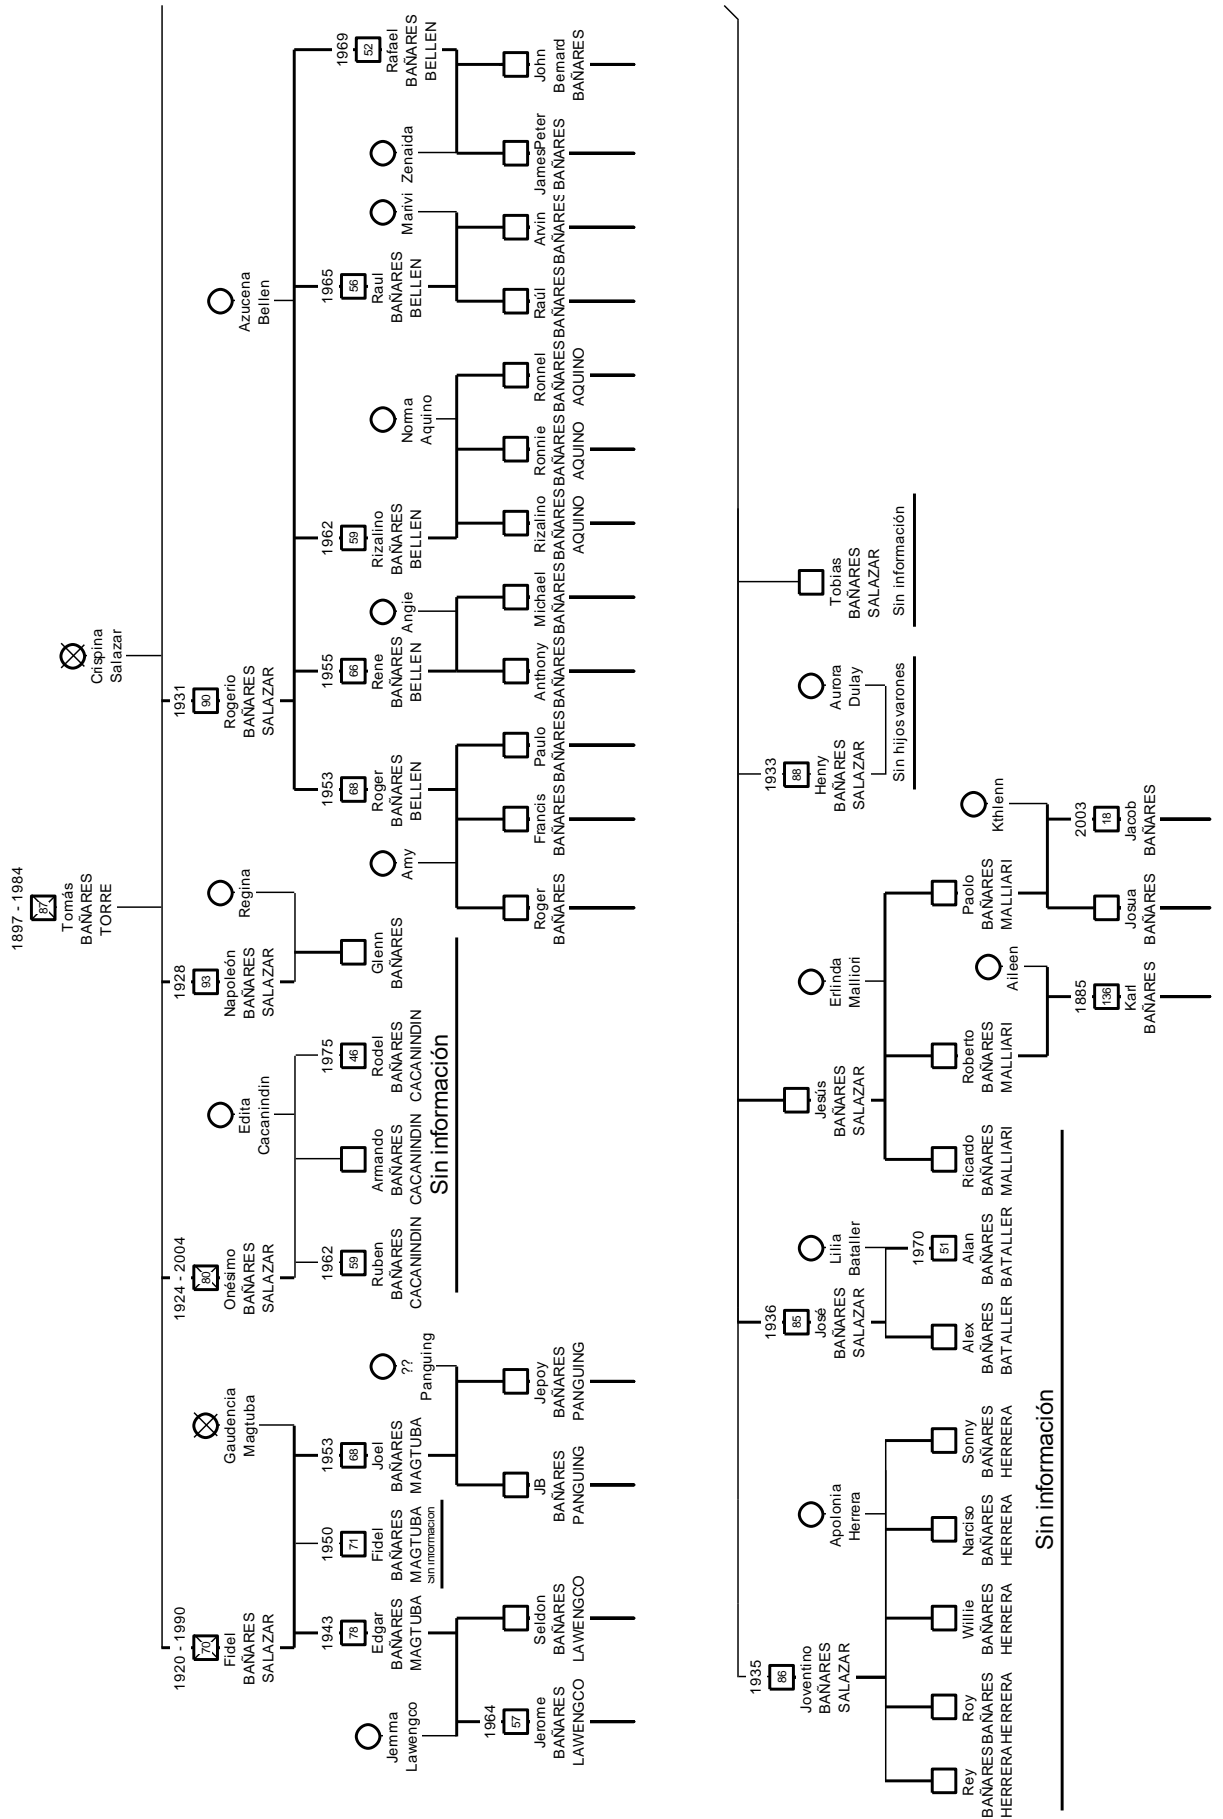 1897 - 1984
87
Tomás
BAÑARES
TORRE
Crispina
Salazar
1920 - 1990
70
Fidel
BAÑARES
SALAZAR
Gaudencia
Magtuba
1924 - 2004
80
Onésimo
BAÑARES
SALAZAR
Edita
Cacanindin
1928
93
Napoleón
BAÑARES
SALAZAR
Regina
1931
90
Rogerio
BAÑARES
SALAZAR
Azucena
Bellen
Jemma
Lawengco
1943
78
Edgar
BAÑARES
MAGTUBA
1950
71
Fidel
BAÑARES
MAGTUBA
Sin informacion
1953
68
Joel
BAÑARES
MAGTUBA
??
Panguing
1962
59
Ruben
BAÑARES
CACANINDIN
Armando
BAÑARES
CACANINDIN
1975
46
Rodel
BAÑARES
CACANINDIN
Sin información
Glenn
BAÑARES
Amy
1953
68
Roger
BAÑARES
BELLEN
1955
66
Rene
BAÑARES
BELLEN
Angie
1962
59
Rizalino
BAÑARES
BELLEN
Norma
Aquino
1965
56
Raul
BAÑARES
BELLEN
Marivi
Zenaida
1969
52
Rafael
BAÑARES
BELLEN
1964
57
Jerome
BAÑARES
LAWENGCO
Seldon
BAÑARES
LAWENGCO
JB
BAÑARES
PANGUING
Jepoy
BAÑARES
PANGUING
Roger
BAÑARES
Francis
BAÑARES
Paulo
BAÑARES
Anthony
BAÑARES
Michael
BAÑARES
Rizalino
BAÑARES
AQUINO
Ronnie
BAÑARES
AQUINO
Ronnel
BAÑARES
AQUINO
Raúl
BAÑARES
Arvin
BAÑARES
JamesPeter
BAÑARES
John
Bernard
BAÑARES
1935
86
Joventino
BAÑARES
SALAZAR
Apolonia
Herrera
1936
85
José
BAÑARES
SALAZAR
Lilia
Bataller
Jesús
BAÑARES
SALAZAR
Erlinda
Malliori
1933
88
Henry
BAÑARES
SALAZAR
Aurora
Dulay
Sin hijos varones
Tobias
BAÑARES
SALAZAR
Sin información
Rey
BAÑARES
HERRERA
Roy
BAÑARES
HERRERA
Willie
BAÑARES
HERRERA
Narciso
BAÑARES
HERRERA
Sonny
BAÑARES
HERRERA
Alex
BAÑARES
BATALLER
1970
51
Alan
BAÑARES
BATALLER
Ricardo
BAÑARES
MALLIARI
Sin información
Roberto
BAÑARES
MALLIARI
Aileen
Paolo
BAÑARES
MALLIARI
Kthlenn
1885
136
Karl
BAÑARES
Josua
BAÑARES
2003
18
Jacob
BAÑARES